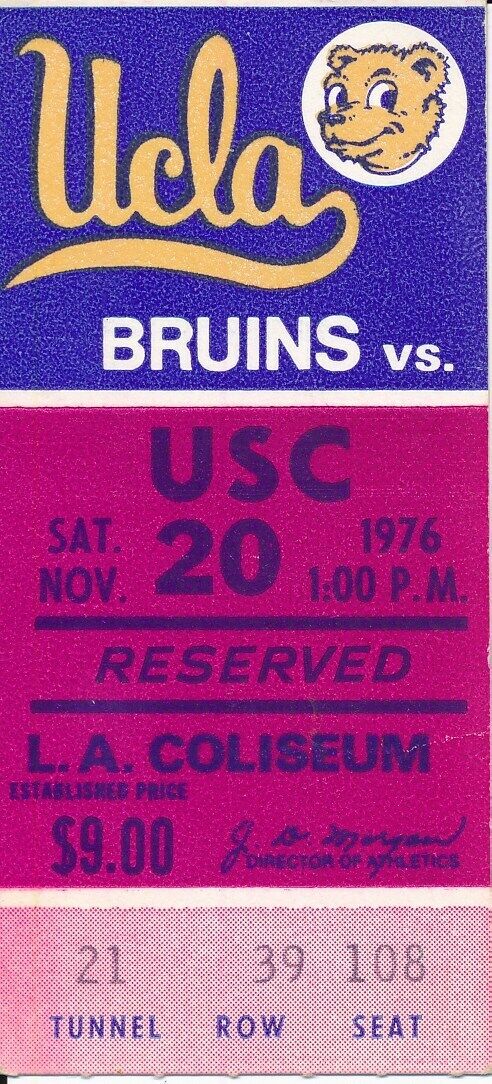 Ucla
BRUINS vs.
USC
SAT. NOV. 20 1976 1:00 P.M.
RESERVED
L.A. COLISEUM
ESTABLISHED PRICE
$9.00
J. D. Morgan
DIRECTOR OF ATHLETICS
21 39 108
TUNNEL ROW SEAT